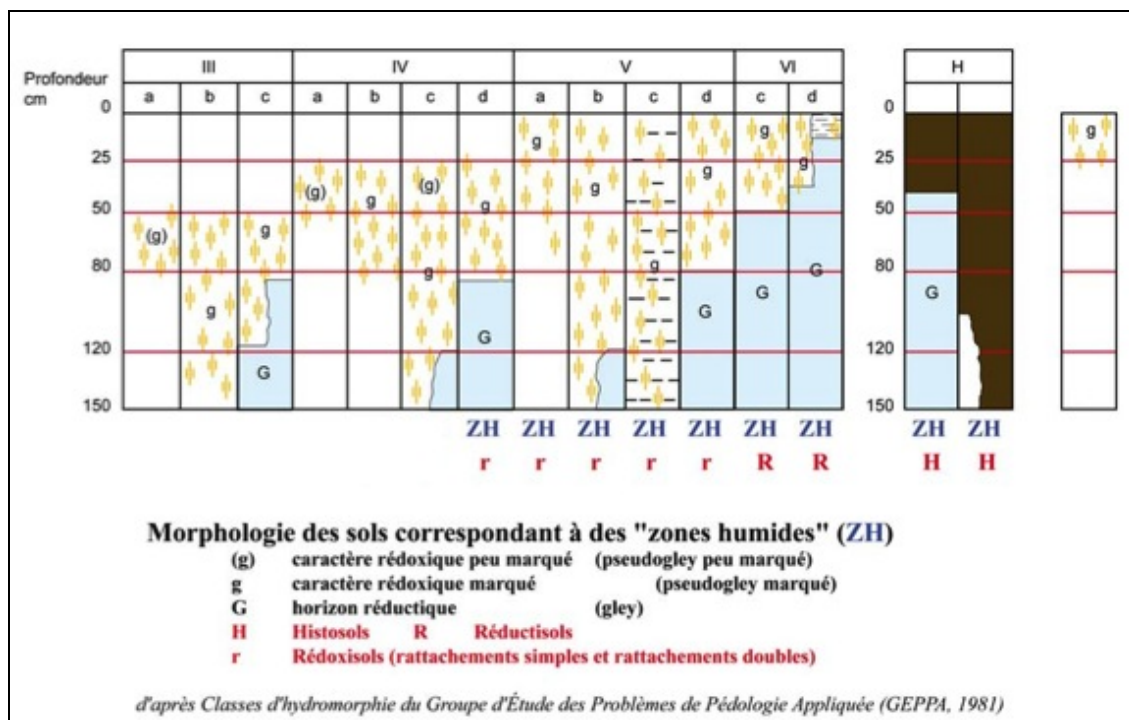 III IV V VI H
Profondeur
cm a b c a b c d a b c d c d
0 0
g g g
25 25
(g) (g) g g g
g g
50 50
(g) g
g
80 g G 80
g G G G
G
120 G 120
150 150
ZH ZH ZH ZH ZH ZH ZH ZH ZH
r r r r r R R H H
Morphologie des sols correspondant à des "zones humides" (ZH)
(g) caractère rédoxique peu marqué (pseudogley peu marqué)
g caractère rédoxique marqué (pseudogley marqué)
G horizon réductique (gley)
H Histosols R Réductisols
r Rédoxisols (rattachements simples et rattachements doubles)
d'après Classes d'hydromorphie du Groupe d'Étude des Problèmes de Pédologie Appliquée (GEPPA, 1981)